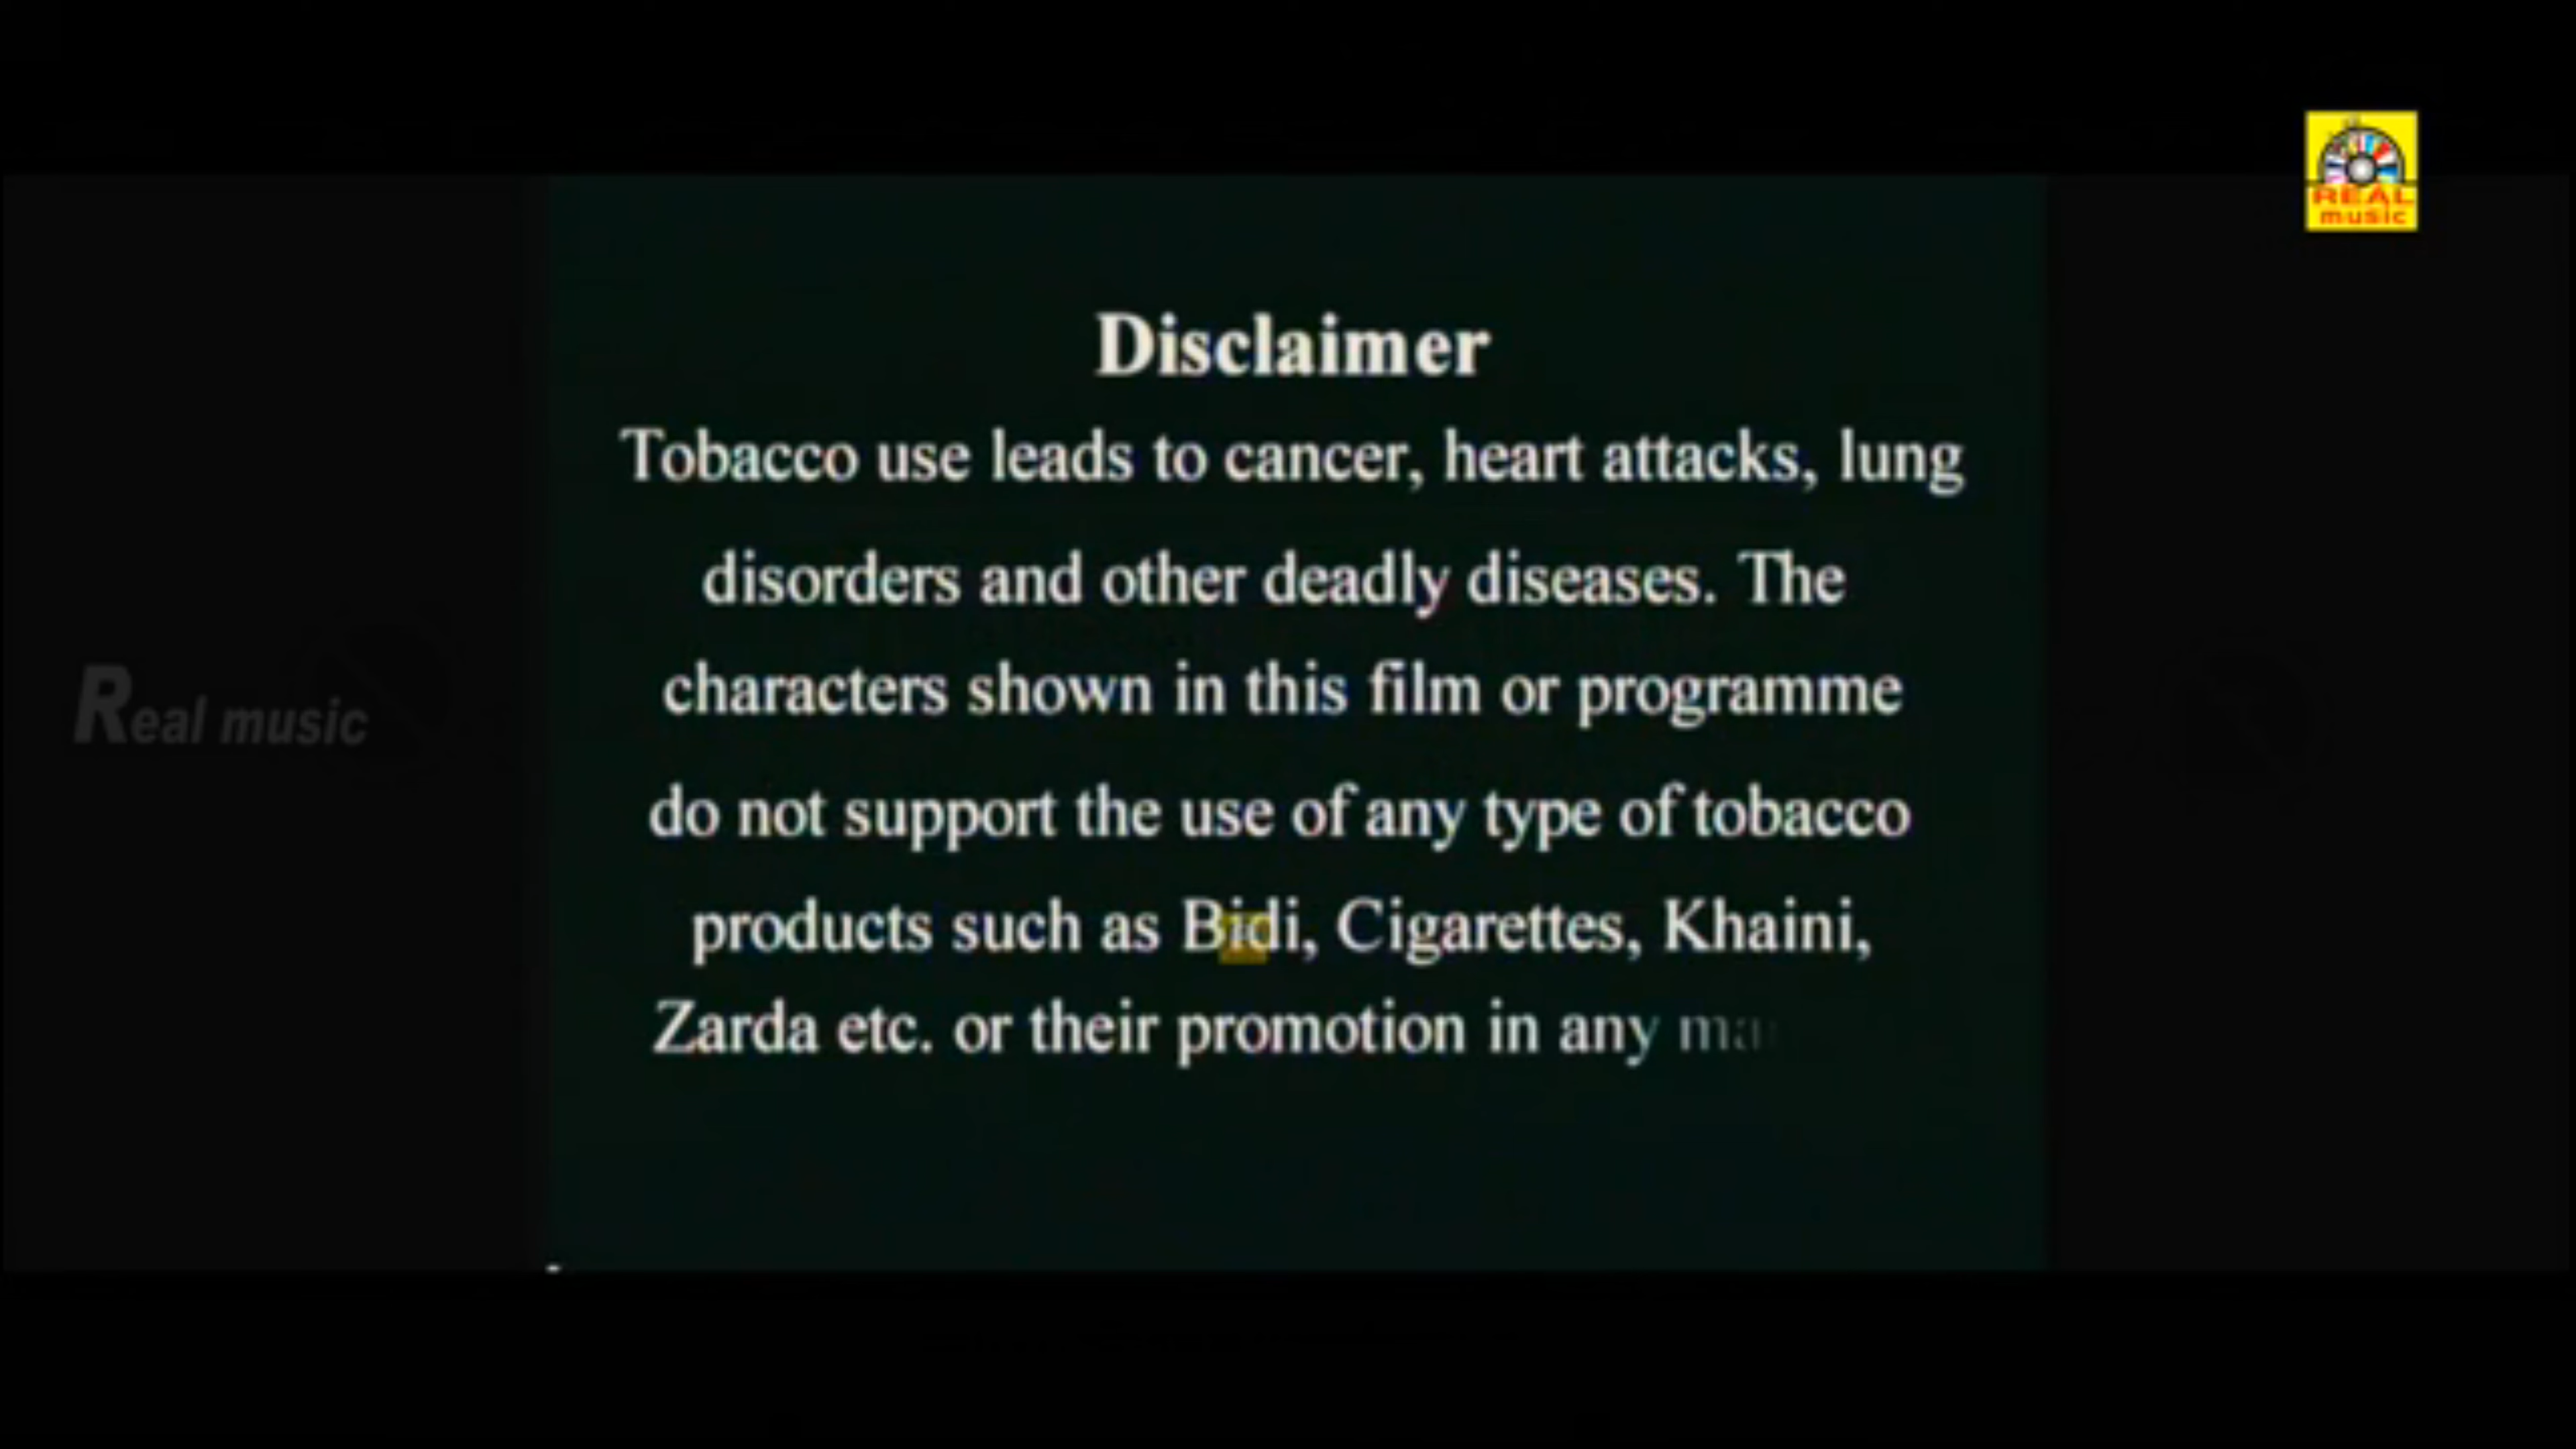 REAL
music
Disclaimer
Tobacco use leads to cancer, heart attacks, lung
disorders and other deadly diseases. The
characters shown in this film or programme
Real music
do not support the use of any type of tobacco
products such as Bidi, Cigarettes, Khaini,
Zarda etc. or their promotion in any